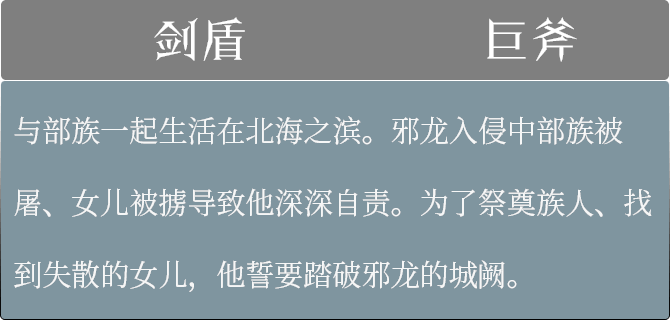 剑盾 巨斧
与部族一起生活在北海之滨。邪龙入侵中部族被
屠、女儿被掳导致他深深自责。为了祭奠族人、找
到失散的女儿，他誓要踏破邪龙的城阙。